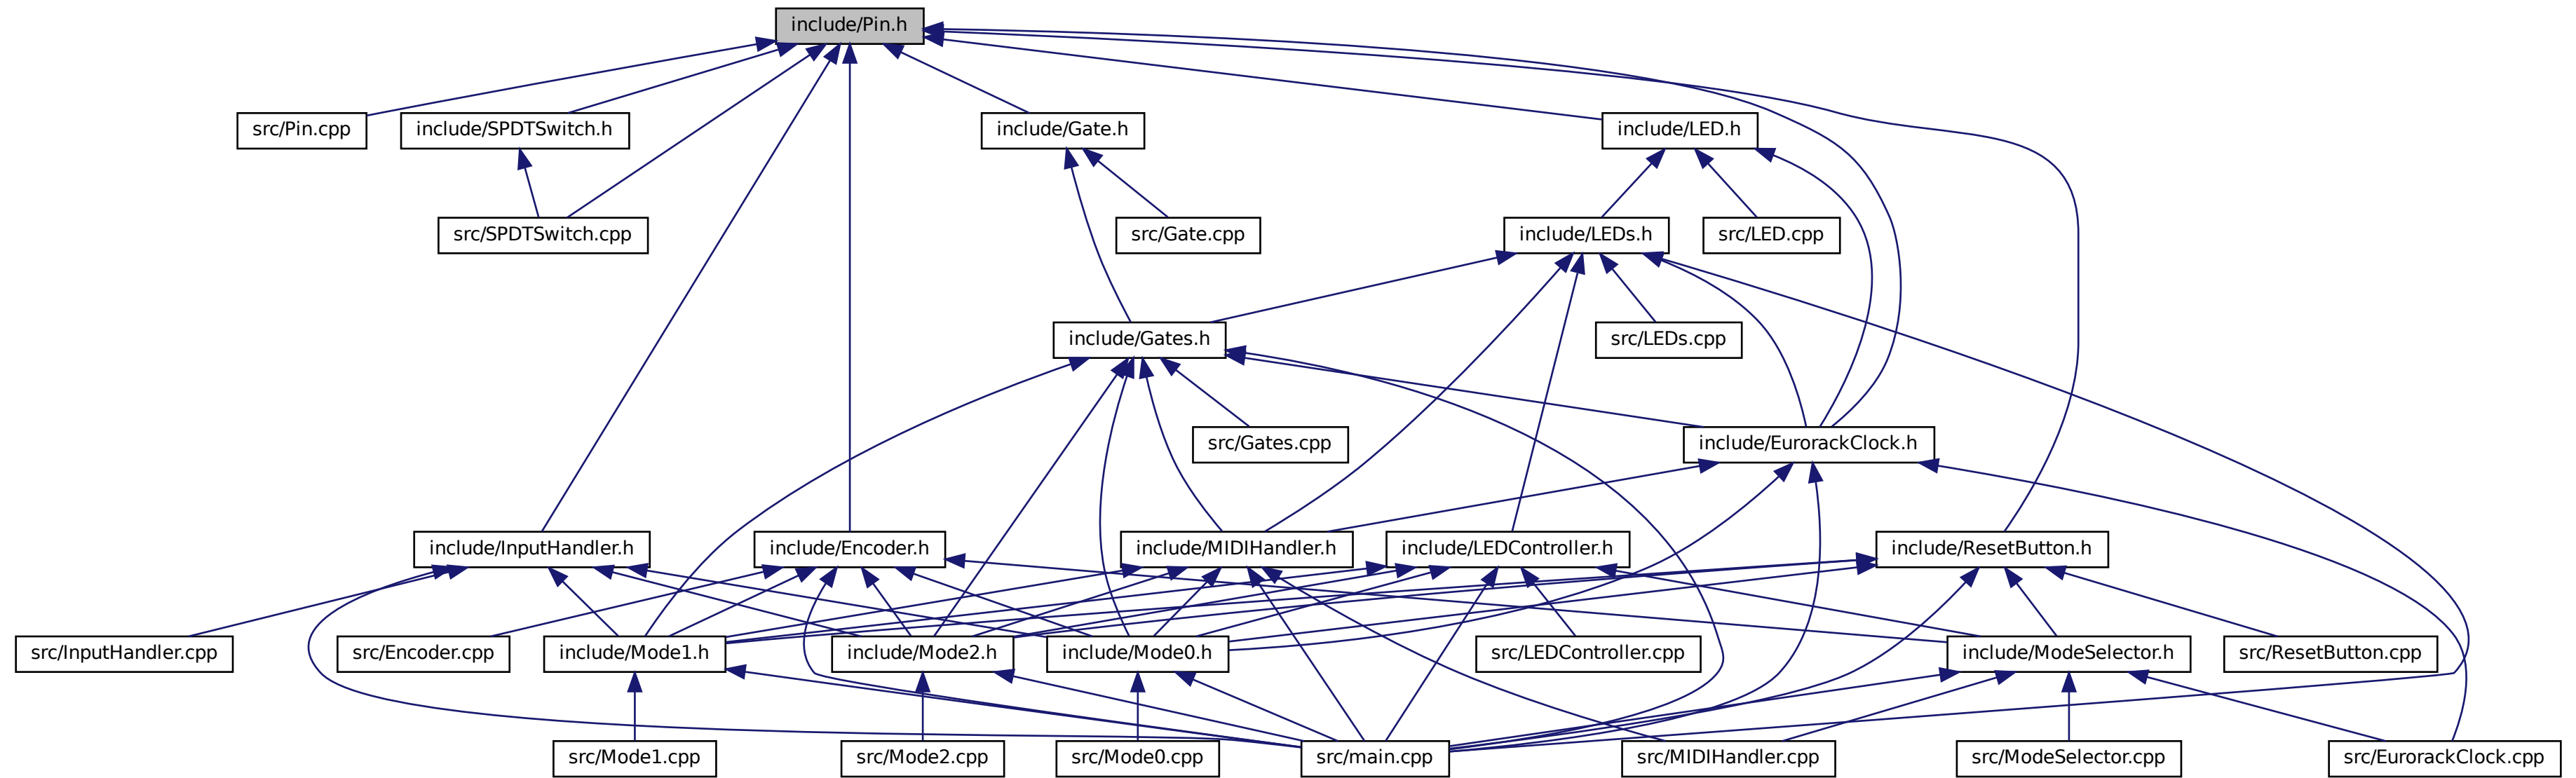 include/Pin.h
src/Pin.cpp
include/SPDTSwitch.h
include/Gate.h
include/LED.h
src/SPDTSwitch.cpp
src/Gate.cpp
include/LEDs.h
src/LED.cpp
include/Gates.h
src/LEDs.cpp
src/Gates.cpp
include/EurorackClock.h
include/InputHandler.h
include/Encoder.h
include/MIDIHandler.h
include/LEDController.h
include/ResetButton.h
src/InputHandler.cpp
src/Encoder.cpp
include/Mode1.h
include/Mode2.h
include/Mode0.h
src/LEDController.cpp
include/ModeSelector.h
src/ResetButton.cpp
src/Mode1.cpp
src/Mode2.cpp
src/Mode0.cpp
src/main.cpp
src/MIDIHandler.cpp
src/ModeSelector.cpp
src/EurorackClock.cpp